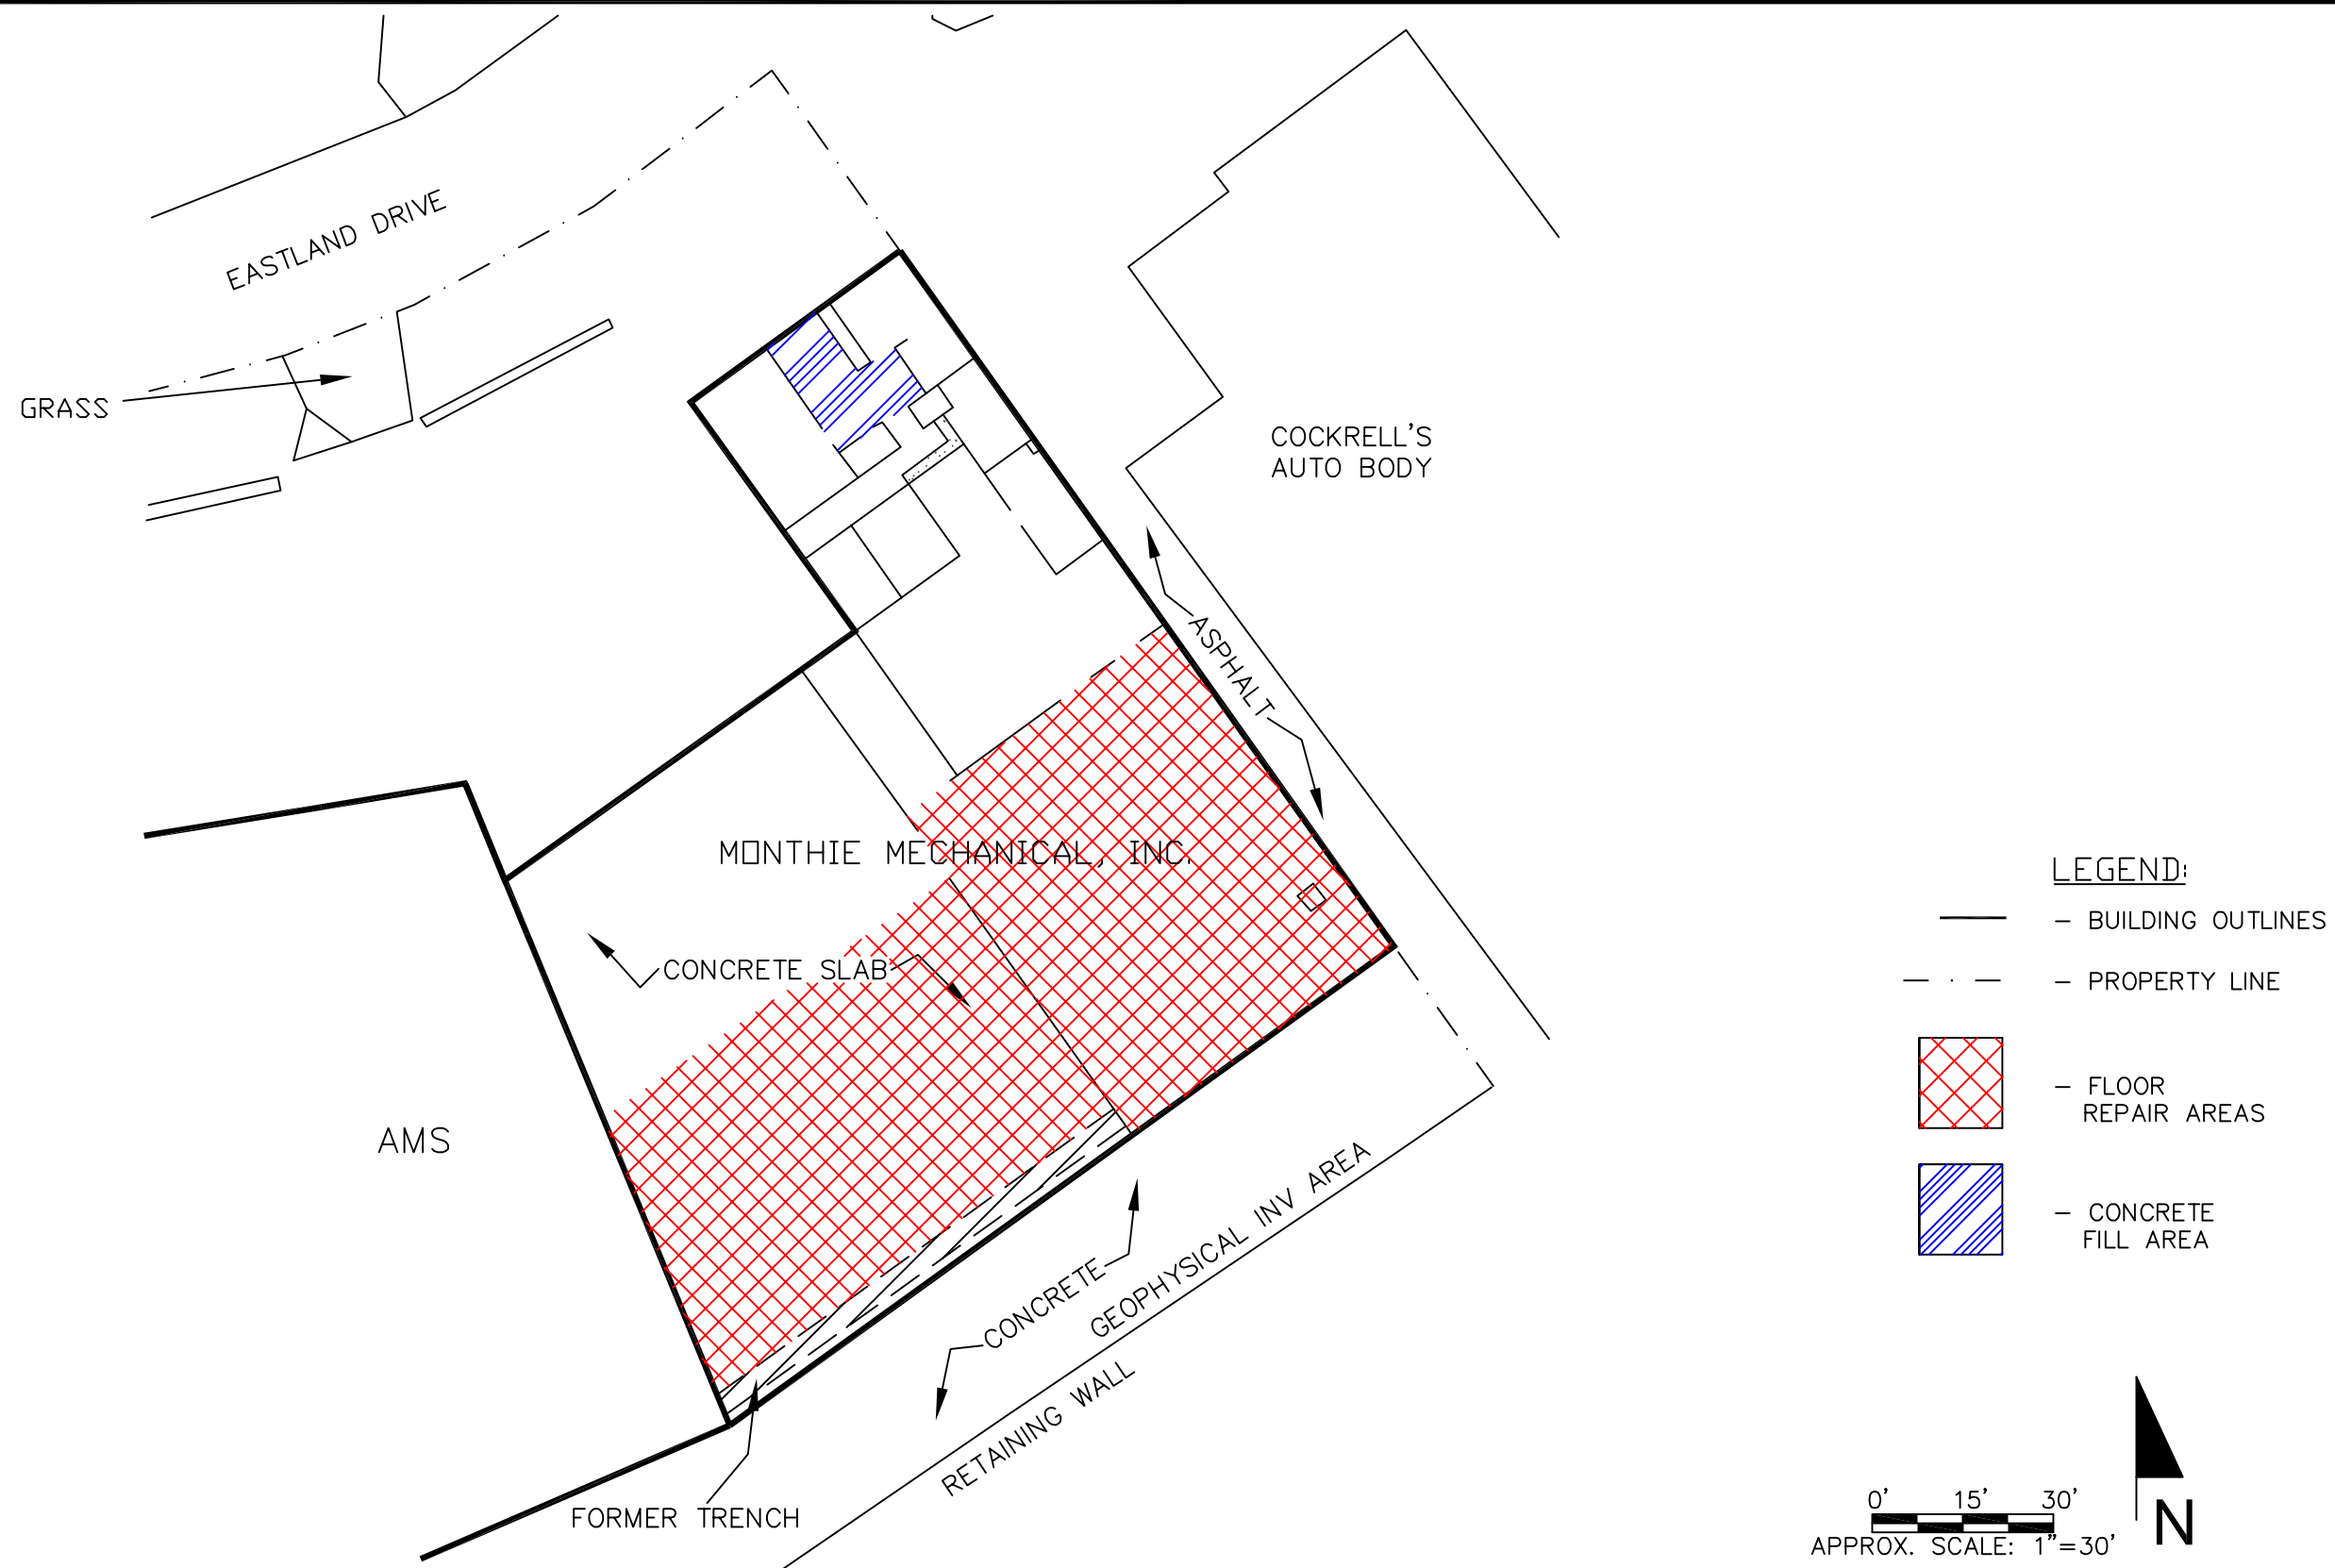 EASTLAND DRIVE
GRASS
COCKRELL'S
AUTO BODY
ASPHALT
MONTHIE MECHANICAL, INC.
CONCRETE SLAB
AMS
CONCRETE
GEOPHYSICAL INV AREA
RETAINING WALL
FORMER TRENCH
LEGEND:
— BUILDING OUTLINES
— PROPERTY LINE
— FLOOR
REPAIR AREAS
— CONCRETE
FILL AREA
0' 15' 30'
APPROX. SCALE: 1"=30'
N